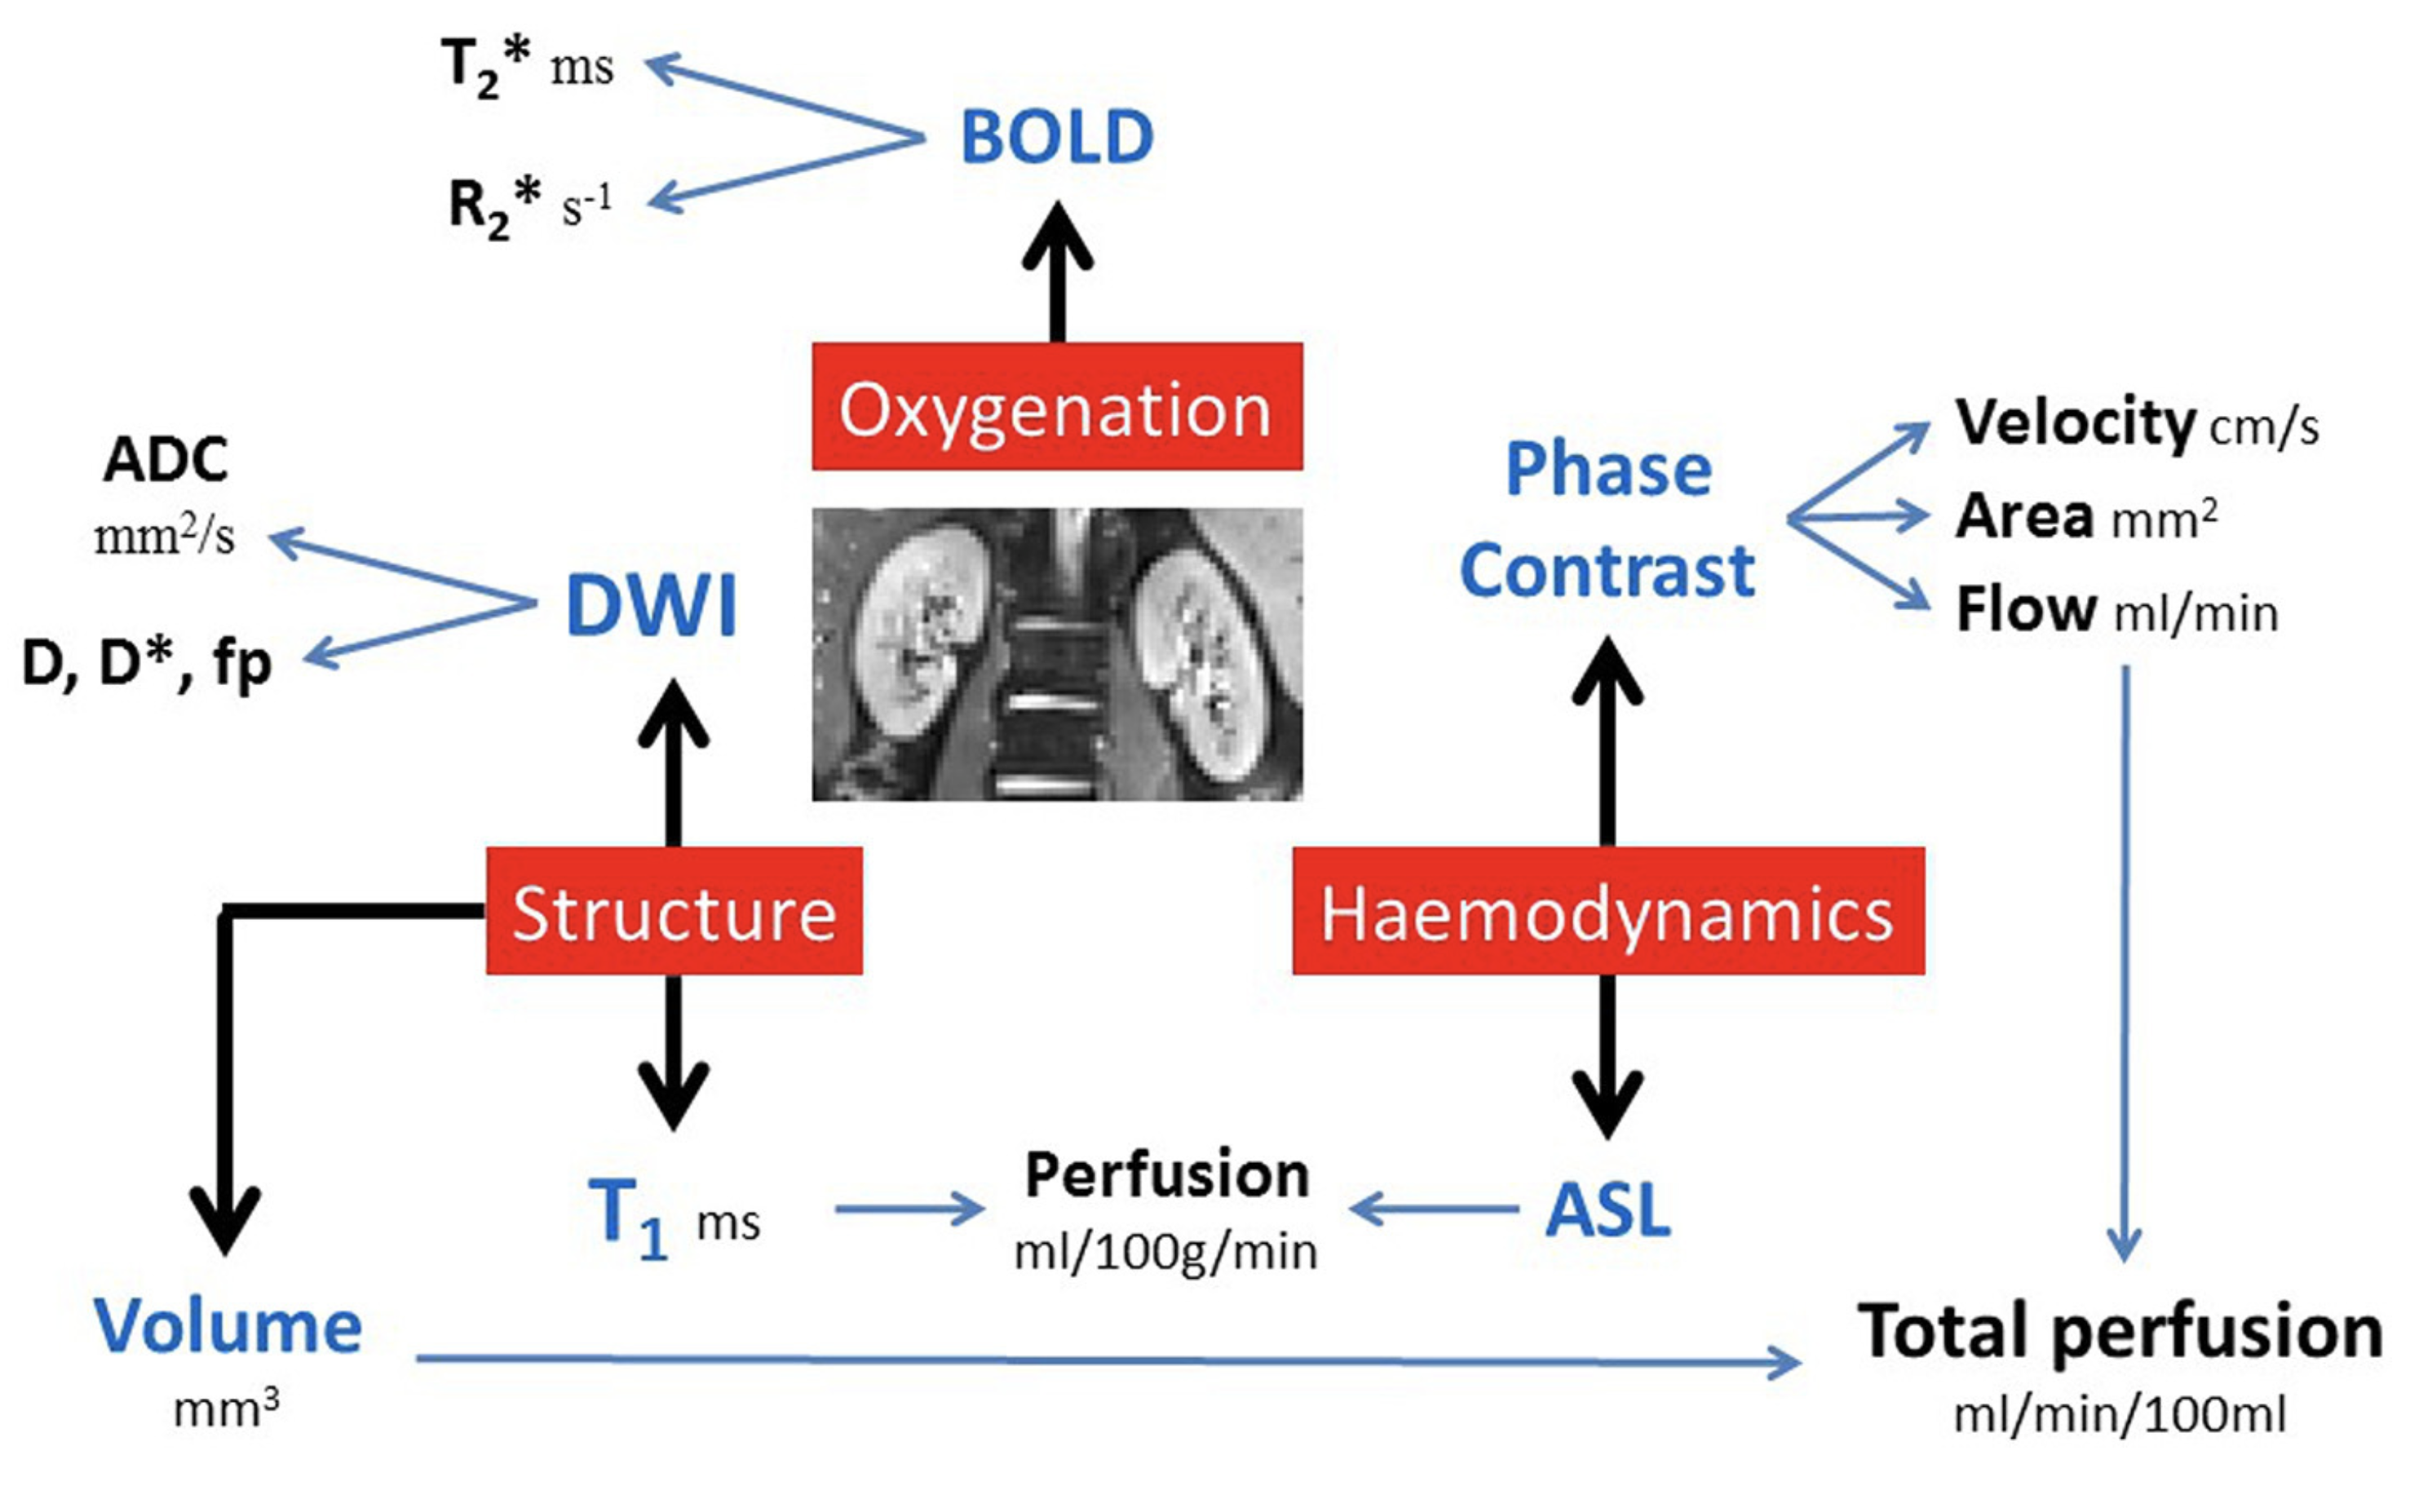 T₂* ms
BOLD
R₂* s⁻¹
Oxygenation
ADC
mm²/s
DWI
D, D*, fp
Phase
Contrast
Velocity cm/s
Area mm²
Flow ml/min
Structure
Haemodynamics
T₁ ms
Perfusion
ml/100g/min
ASL
Volume
mm³
Total perfusion
ml/min/100ml